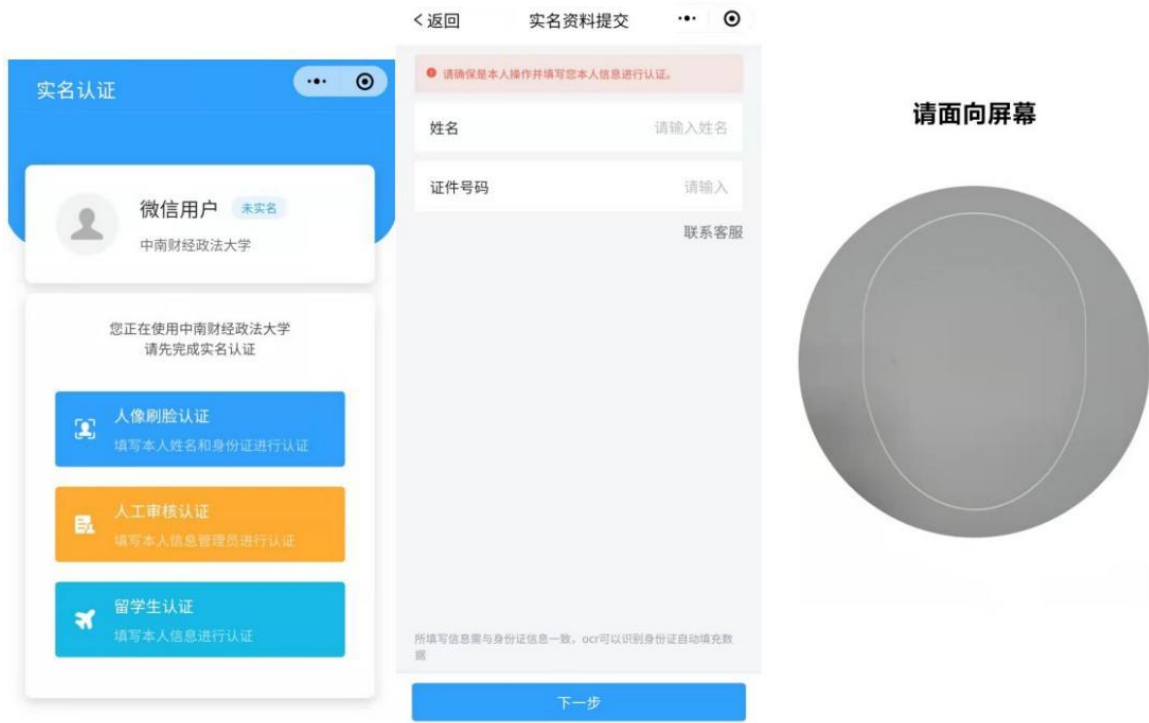 实名认证
微信用户 未实名
中南财经政法大学
您正在使用中南财经政法大学
请先完成实名认证
人像刷脸认证
填写本人姓名和身份证进行认证
人工审核认证
填写本人信息管理员进行认证
留学生认证
填写本人信息进行认证
<返回 实名资料提交
请确保是本人操作并填写您本人信息进行认证。
姓名 请输入姓名
证件号码 请输入
联系客服
所填写信息需与身份证信息一致，ocr可以识别身份证自动填充数
据
下一步
请面向屏幕